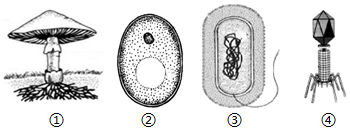 ① ② ③ ④